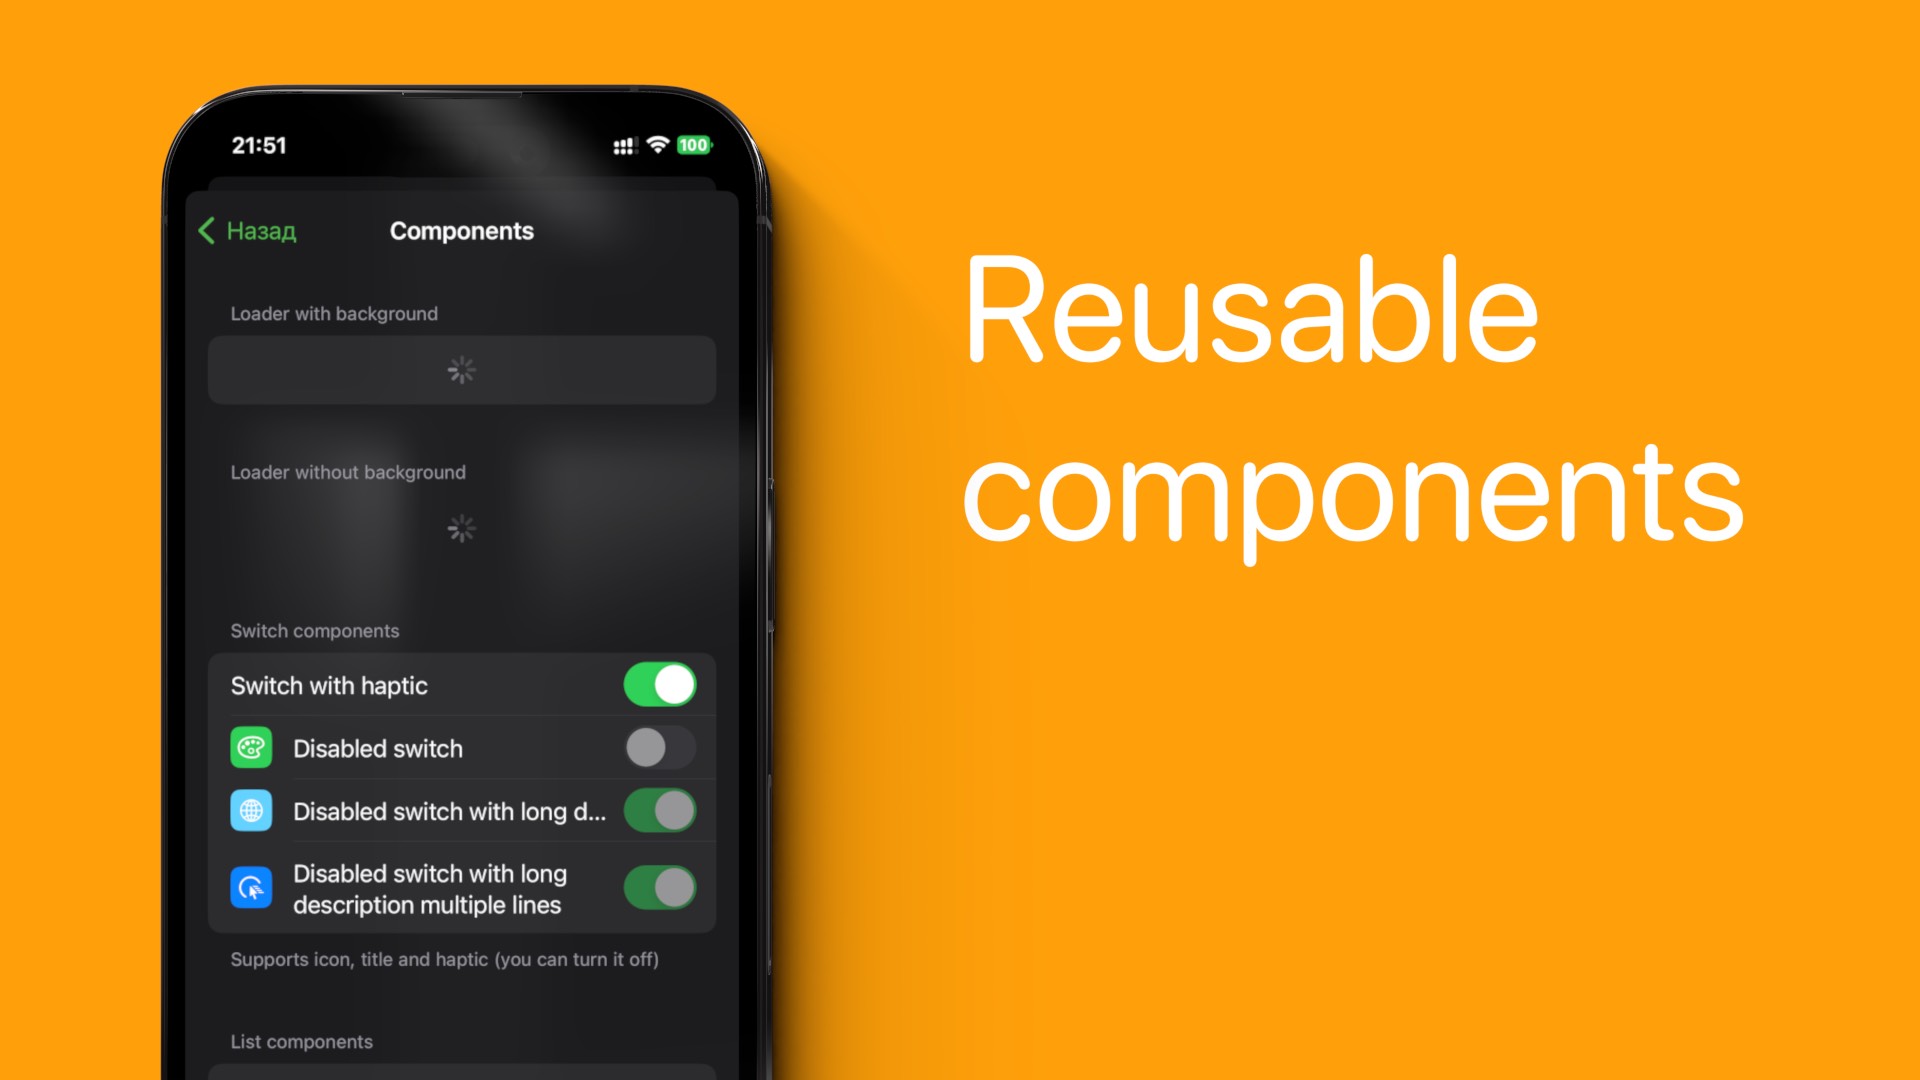 21:51
100
Назад
Components
Loader with background
Loader without background
Switch components
Switch with haptic
Disabled switch
Disabled switch with long d...
Disabled switch with long
description multiple lines
Supports icon, title and haptic (you can turn it off)
List components
Reusable
components